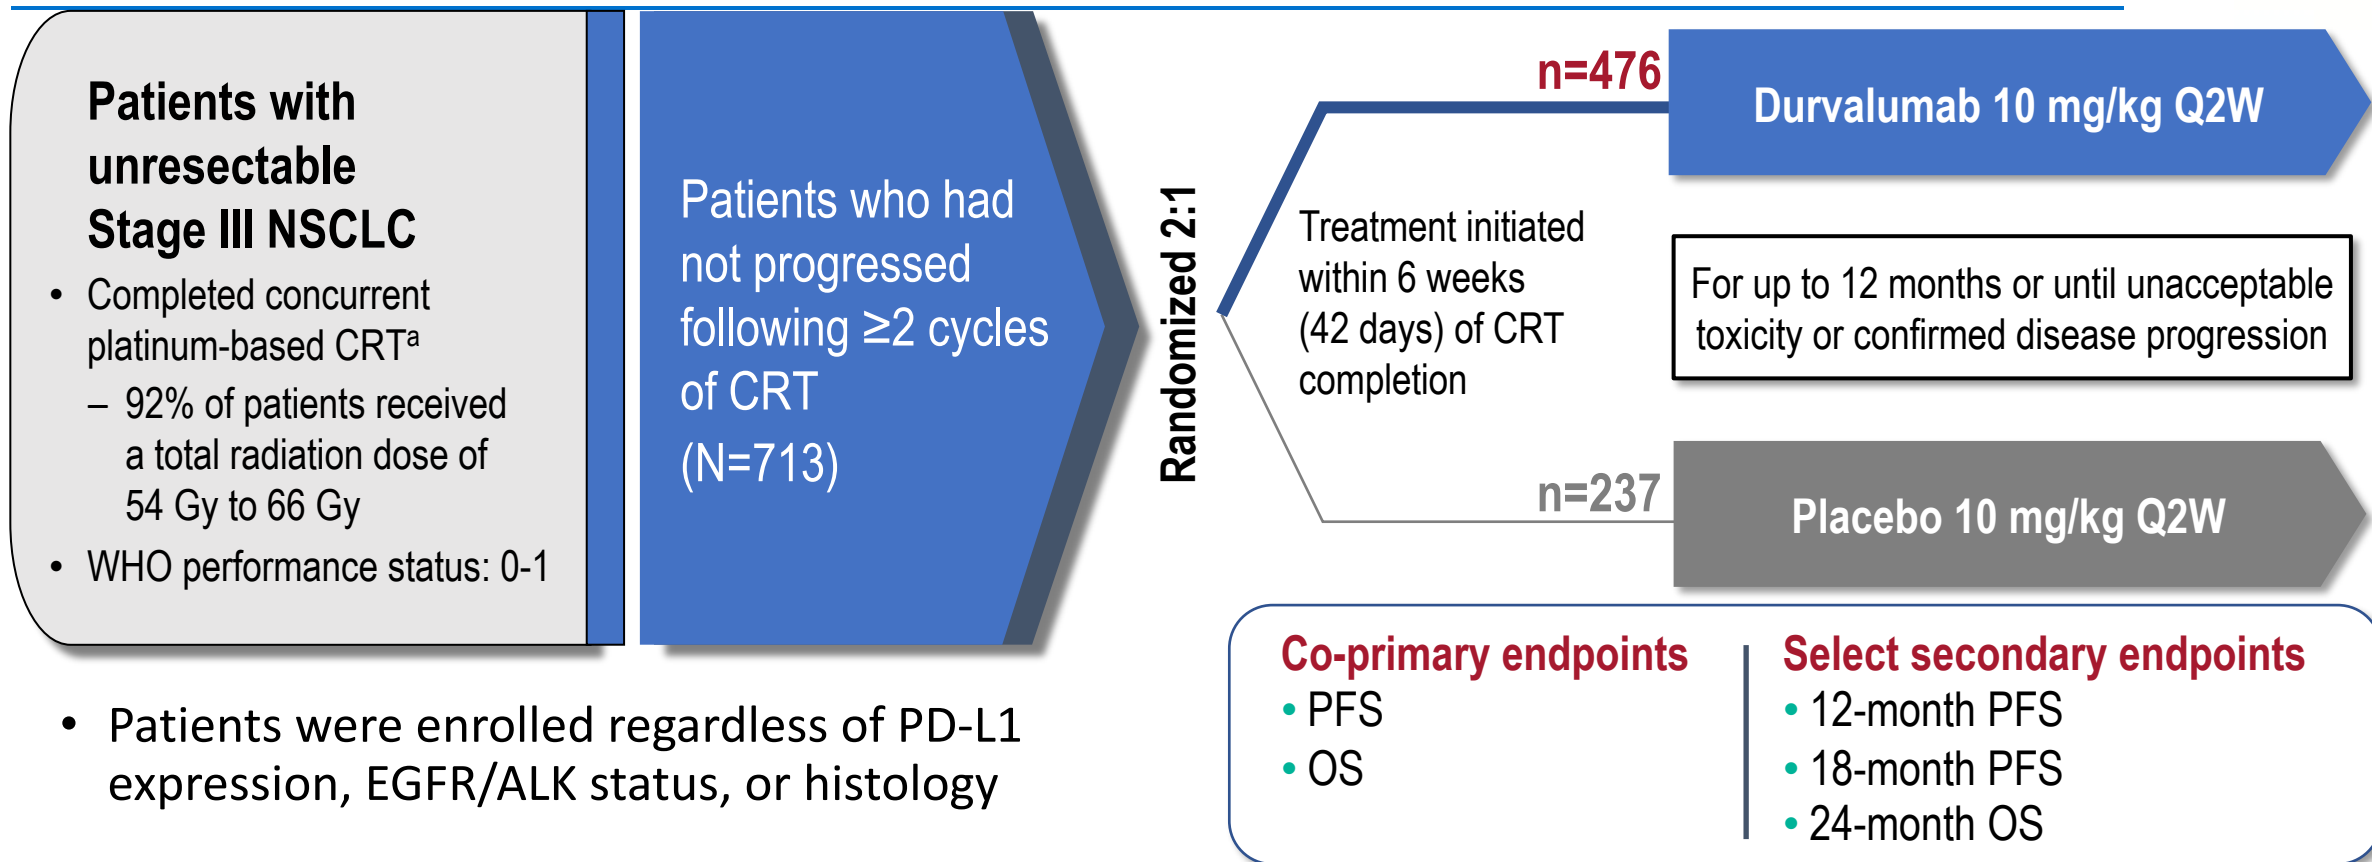 Patients with
unresectable
Stage III NSCLC
• Completed concurrent
platinum-based CRTᵃ
– 92% of patients received
a total radiation dose of
54 Gy to 66 Gy
• WHO performance status: 0-1
Patients who had
not progressed
following ≥2 cycles
of CRT
(N=713)
Randomized 2:1
Treatment initiated
within 6 weeks
(42 days) of CRT
completion
n=476
Durvalumab 10 mg/kg Q2W
For up to 12 months or until unacceptable
toxicity or confirmed disease progression
n=237
Placebo 10 mg/kg Q2W
Co-primary endpoints
• PFS
• OS
Select secondary endpoints
• 12-month PFS
• 18-month PFS
• 24-month OS
• Patients were enrolled regardless of PD-L1
expression, EGFR/ALK status, or histology